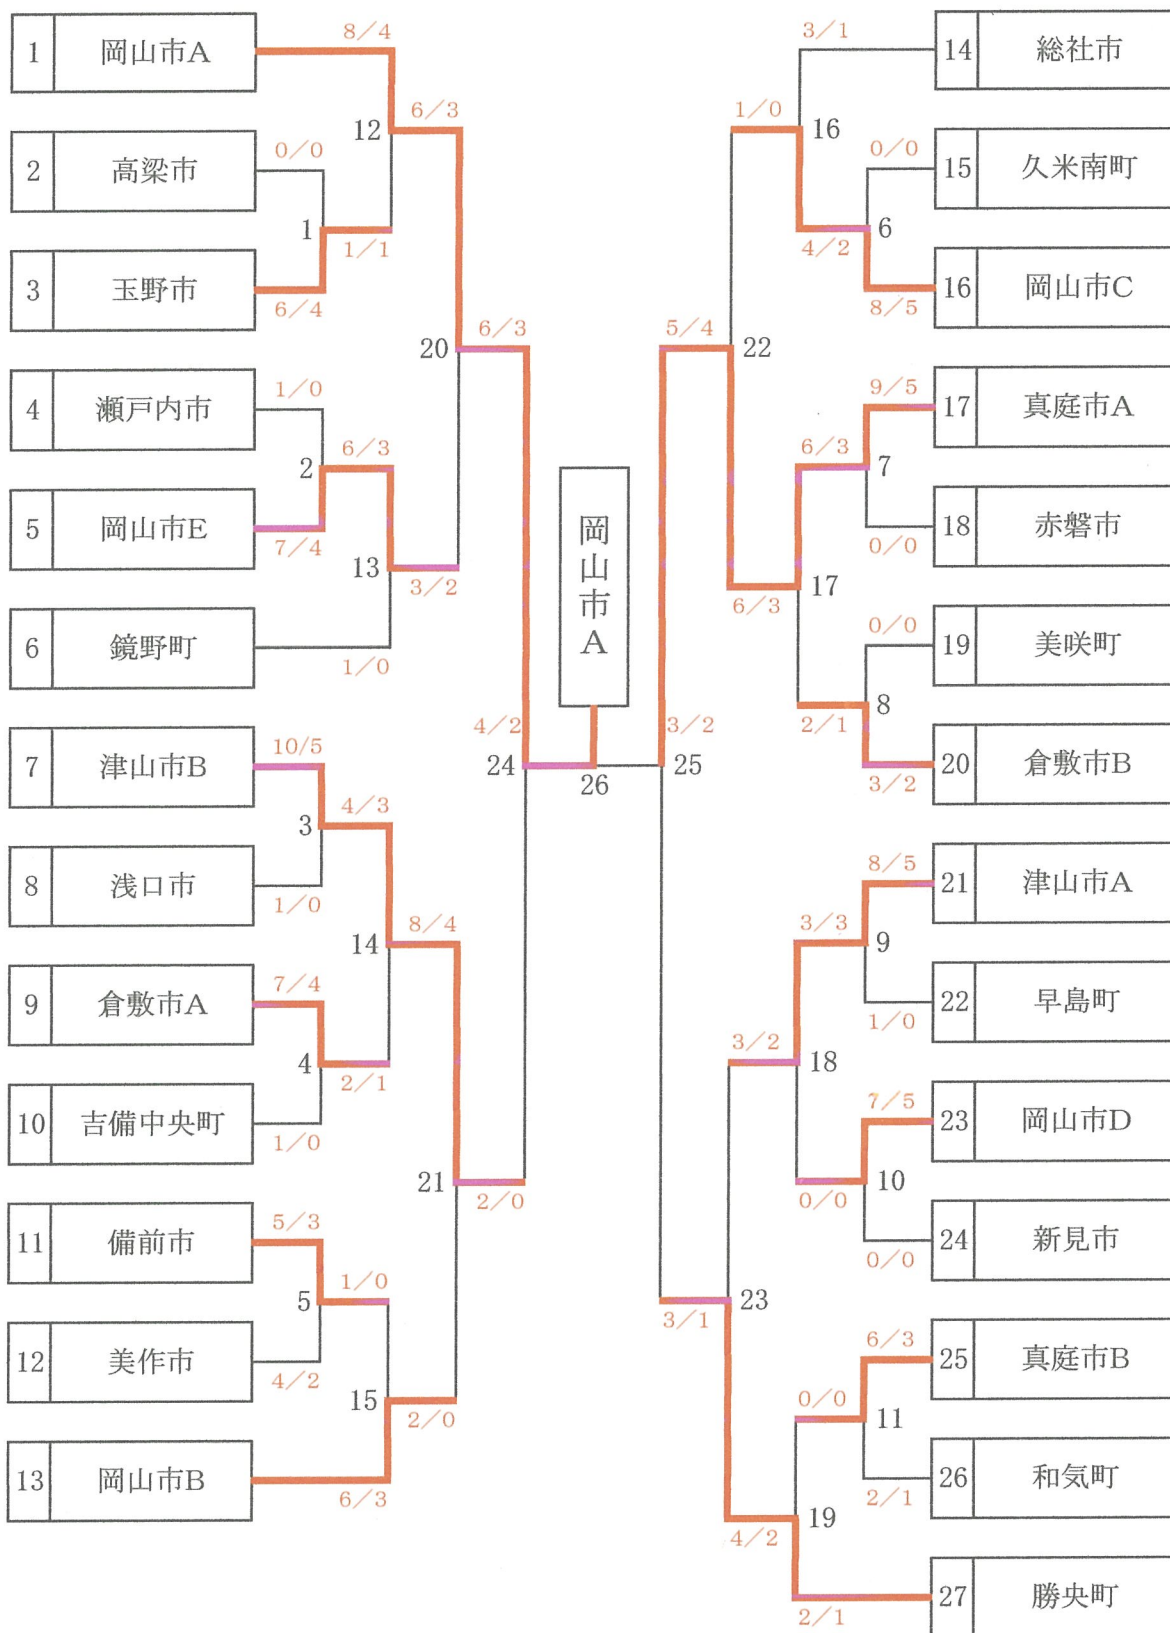 1 岡山市A
2 高梁市
3 玉野市
4 瀬戸内市
5 岡山市E
6 鏡野町
7 津山市B
8 浅口市
9 倉敷市A
10 吉備中央町
11 備前市
12 美作市
13 岡山市B
8/4
0/0
6/4
1/0
7/4
1/0
10/5
1/0
7/4
1/0
5/3
4/2
6/3
1
2
3
4
5
1/1
6/3
4/3
2/1
1/0
12
13
14
15
6/3
3/2
8/4
2/0
20
21
6/3
2/0
4/2
24
岡山市A
26
3/2
25
5/4
3/1
22
23
1/0
6/3
3/2
4/2
16
17
18
19
4/2
6/3
2/1
3/3
0/0
0/0
6
7
8
9
10
11
3/1
0/0
8/5
9/5
0/0
0/0
3/2
8/5
1/0
7/5
0/0
6/3
2/1
2/1
14 総社市
15 久米南町
16 岡山市C
17 真庭市A
18 赤磐市
19 美咲町
20 倉敷市B
21 津山市A
22 早島町
23 岡山市D
24 新見市
25 真庭市B
26 和気町
27 勝央町